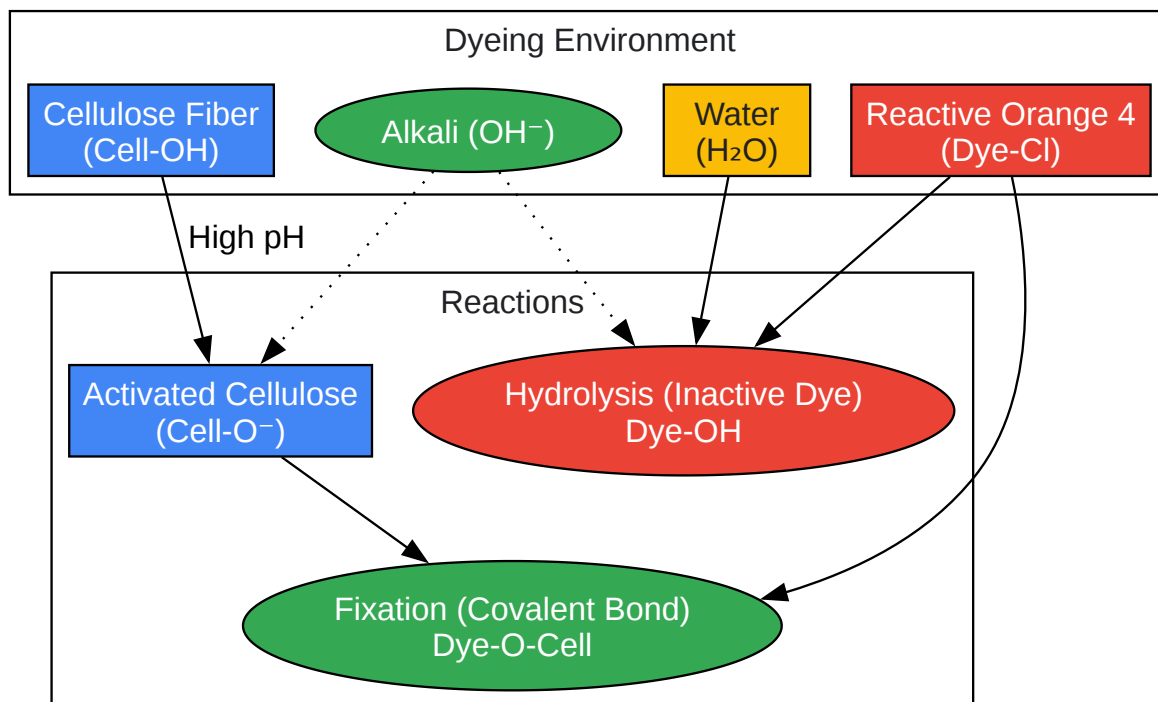 Dyeing Environment
Cellulose Fiber
(Cell-OH)
Alkali (OH⁻)
Water
(H₂O)
Reactive Orange 4
(Dye-Cl)
High pH
Reactions
Activated Cellulose
(Cell-O⁻)
Hydrolysis (Inactive Dye)
Dye-OH
Fixation (Covalent Bond)
Dye-O-Cell